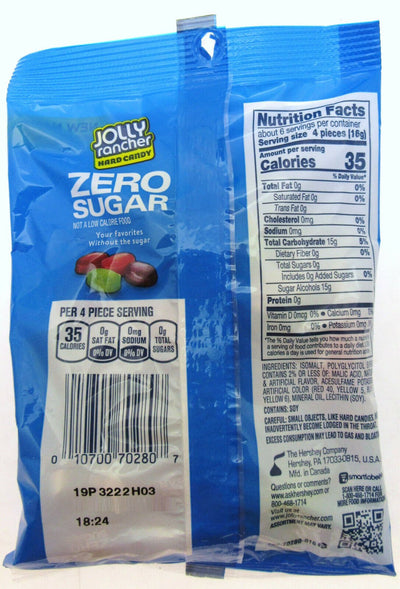 JOLLY
rancher
HARD CANDY
ZERO
SUGAR
NOT A LOW CALORIE FOOD
Your favorites
Without the sugar
PER 4 PIECE SERVING
35
CALORIES
0g
SAT FAT
0% DV
0mg
SODIUM
0% DV
0g
TOTAL
SUGARS
0 10700 70280 7
19P 3222H03
18:24
Nutrition Facts
about 6 servings per container
Serving size 4 pieces (16g)
Amount per serving
Calories 35
% Daily Value*
Total Fat 0g 0%
Saturated Fat 0g 0%
Trans Fat 0g
Cholesterol 0mg 0%
Sodium 0mg 0%
Total Carbohydrate 15g 5%
Dietary Fiber 0g 0%
Total Sugars 0g
Includes 0g Added Sugars 0%
Sugar Alcohols 15g
Protein 0g
Vitamin D 0mcg 0% • Calcium 0mg
Iron 0mg 0% • Potassium 0mg
*The % Daily Value tells you how much a nutrient in
a serving of food contributes to a daily diet.
calories a day is used for general nutrition
INGREDIENTS: ISOMALT, POLYGLYCITOL
CONTAINS 2% OR LESS OF: MALIC ACID,
& ARTIFICIAL FLAVOR, ACESULFAME
ARTIFICIAL COLOR (RED 40, YELLOW 5,
YELLOW 6), MINERAL OIL, LECITHIN (SOY).
CONTAINS: SOY
CAREFUL: SMALL OBJECTS, LIKE HARD CANDIES,
INADVERTENTLY BECOME LODGED IN THE THROAT.
EXCESS CONSUMPTION MAY LEAD TO GAS AND
The Hershey Company
Hershey, PA 17033-0815, U.S.A.
Mfd. in Canada
Questions or comments?
www.askhershey.com or
800-468-1714
Visit us at
www.jollyrancher.com
ASSORTMENT MAY VARY.
smartlabel
SCAN HERE OR CALL
1-800-468-1714 FOR
MORE FOOD INFORMATION